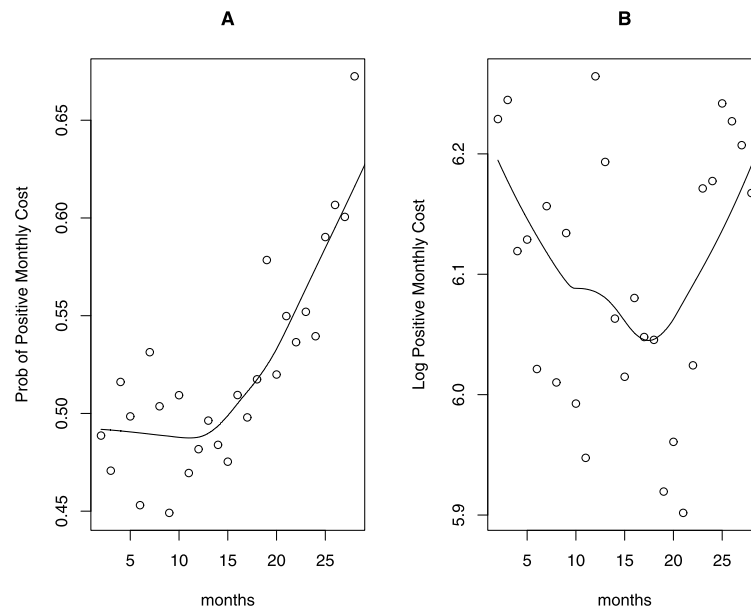 A
B
Prob of Positive Monthly Cost
0.65
0.60
0.55
0.50
0.45
5 10 15 20 25
months
Log Positive Monthly Cost
6.2
6.1
6.0
5.9
5 10 15 20 25
months